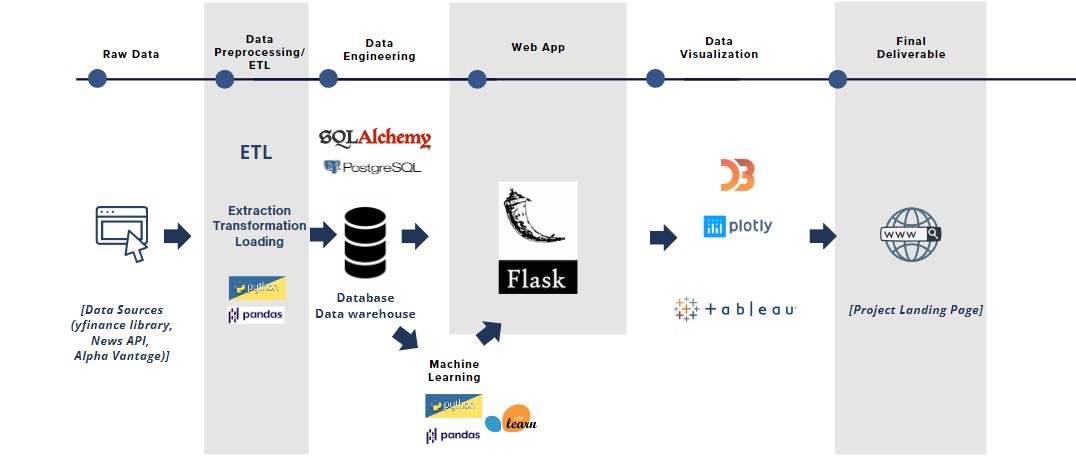 Raw Data
Data
Preprocessing/
ETL
Data
Engineering
Web App
Data
Visualization
Final
Deliverable
ETL
Extraction
Transformation
Loading
python
pandas
SQLAlchemy
PostgreSQL
Database
Data warehouse
Flask
D3
plotly
+ a b l e a u
WWW
[Data Sources
(yfinance library,
News API,
Alpha Vantage)]
[Project Landing Page]
Machine
Learning
python
pandas
learn